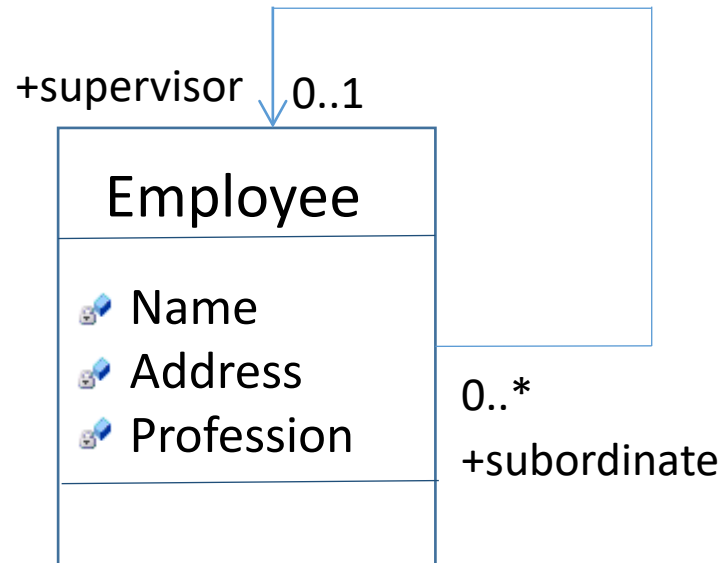 +supervisor 0..1
Employee
Name
Address
Profession
0..*
+subordinate